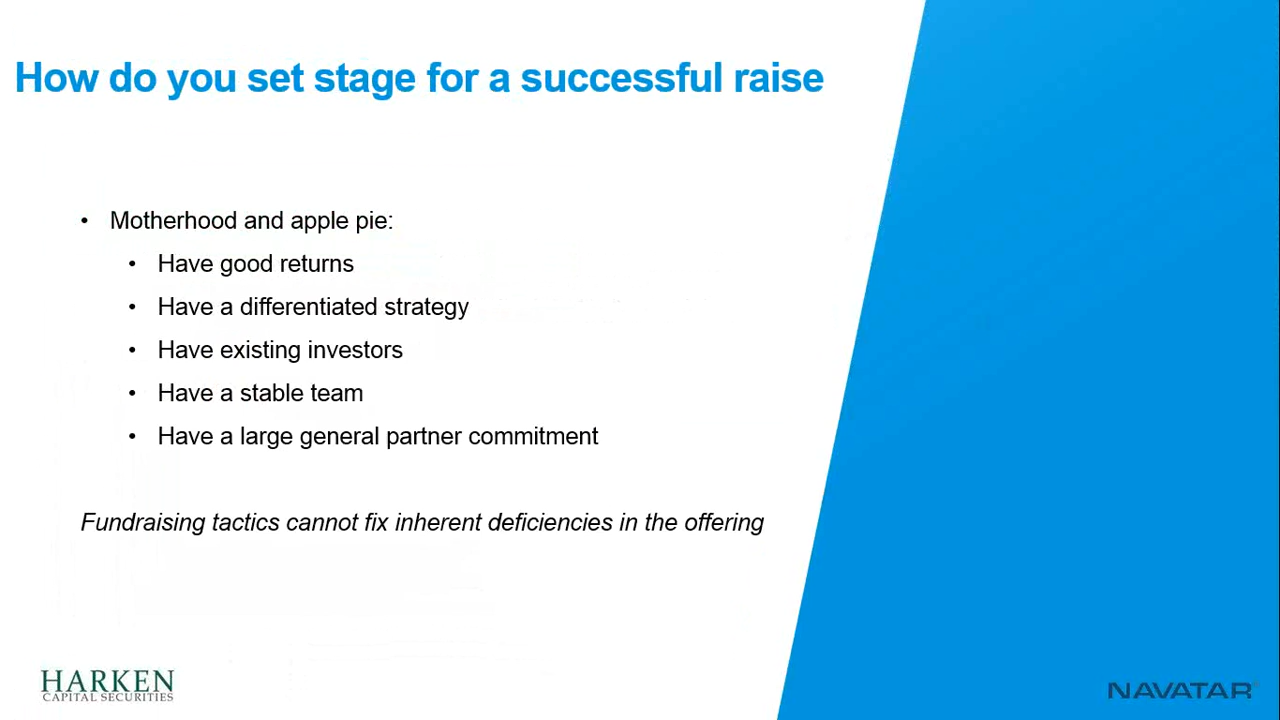 How do you set stage for a successful raise
• Motherhood and apple pie:
• Have good returns
• Have a differentiated strategy
• Have existing investors
• Have a stable team
• Have a large general partner commitment
Fundraising tactics cannot fix inherent deficiencies in the offering
HARKEN
CAPITAL SECURITIES
NAVATAR